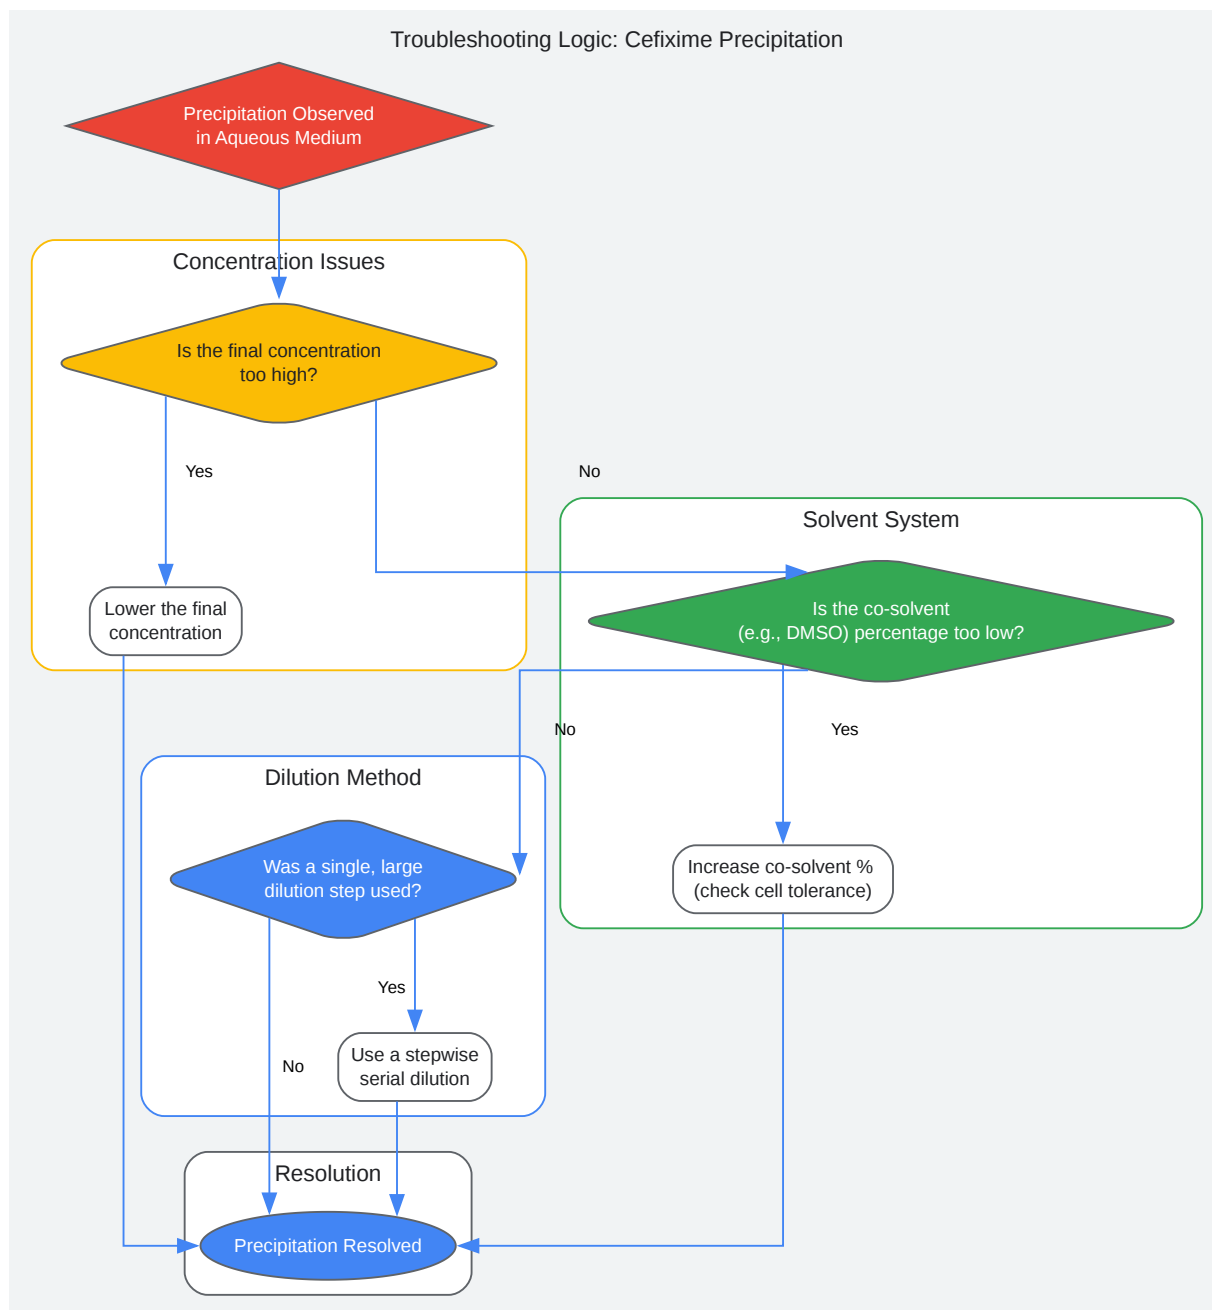 Troubleshooting Logic: Cefixime Precipitation
Precipitation Observed
in Aqueous Medium
Concentration Issues
Is the final concentration
too high?
Yes
No
Lower the final
concentration
Solvent System
Is the co-solvent
(e.g., DMSO) percentage too low?
No
Yes
Increase co-solvent %
(check cell tolerance)
Dilution Method
Was a single, large
dilution step used?
Yes
No
Use a stepwise
serial dilution
Resolution
Precipitation Resolved